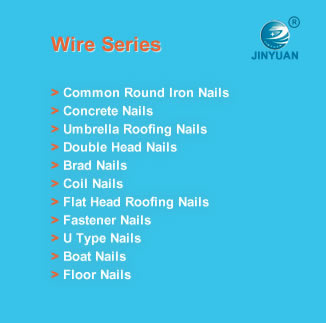 Wire Series
®
JINYUAN
> Common Round Iron Nails
> Concrete Nails
> Umbrella Roofing Nails
> Double Head Nails
> Brad Nails
> Coil Nails
> Flat Head Roofing Nails
> Fastener Nails
> U Type Nails
> Boat Nails
> Floor Nails